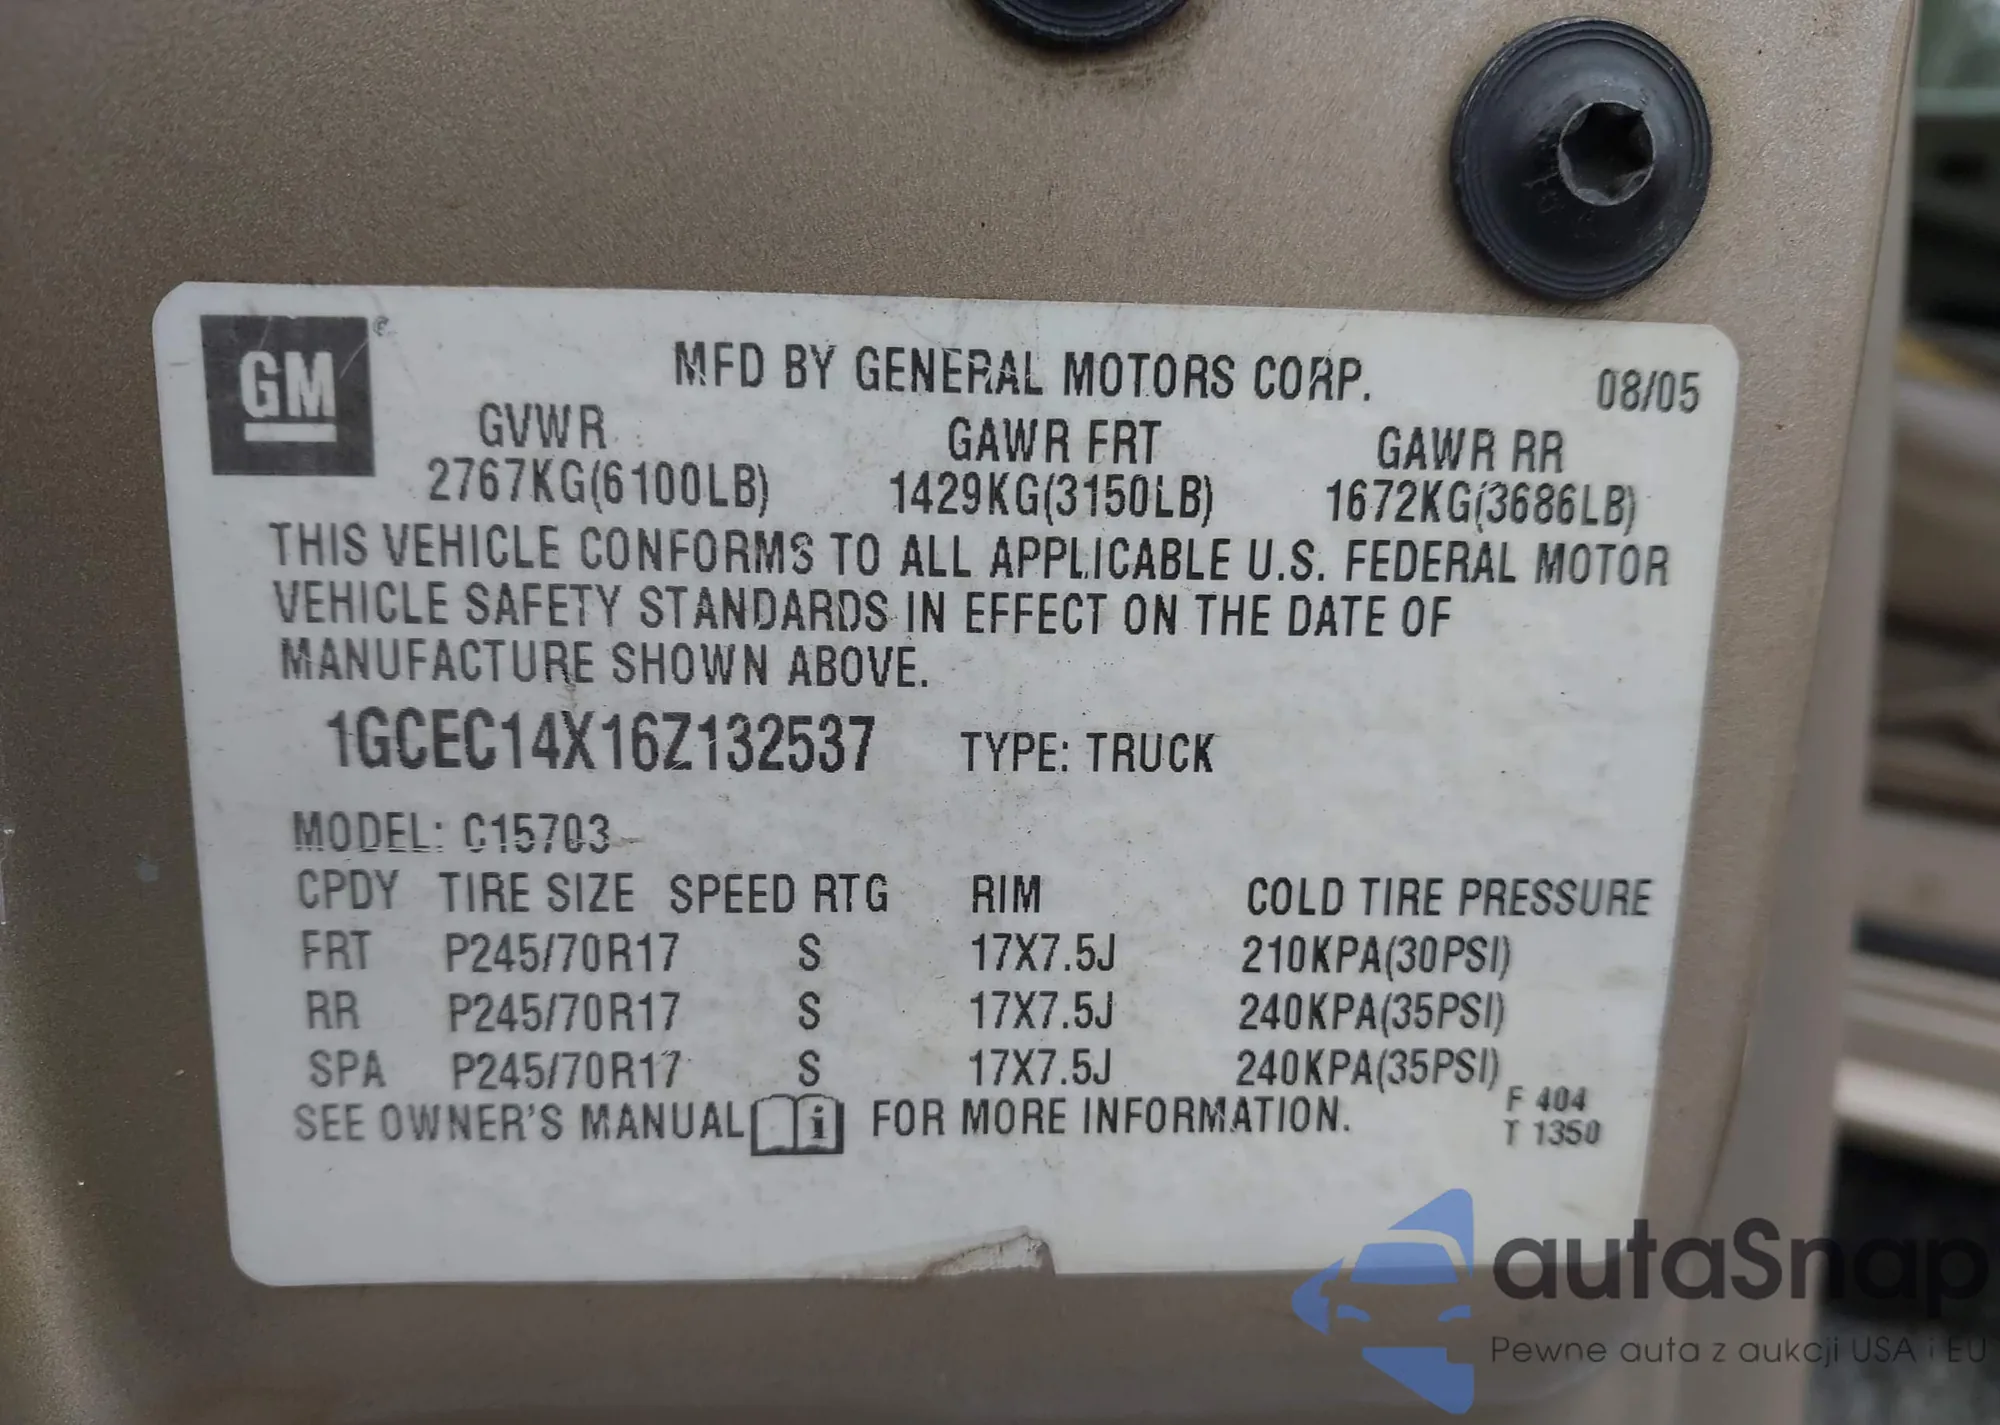 GM
MFD BY GENERAL MOTORS CORP. 08/05
GVWR GAWR FRT GAWR RR
2767KG(6100LB) 1429KG(3150LB) 1672KG(3686LB)
THIS VEHICLE CONFORMS TO ALL APPLICABLE U.S. FEDERAL MOTOR
VEHICLE SAFETY STANDARDS IN EFFECT ON THE DATE OF
MANUFACTURE SHOWN ABOVE.
1GCEC14X16Z132537 TYPE: TRUCK
MODEL: C15703
CPDY TIRE SIZE SPEED RTG RIM COLD TIRE PRESSURE
FRT P245/70R17 S 17X7.5J 210KPA(30PSI)
RR P245/70R17 S 17X7.5J 240KPA(35PSI)
SPA P245/70R17 S 17X7.5J 240KPA(35PSI)
SEE OWNER'S MANUAL i FOR MORE INFORMATION.
F 404
T 1350
autaSnap
Pewne auta z aukcji USA i EU